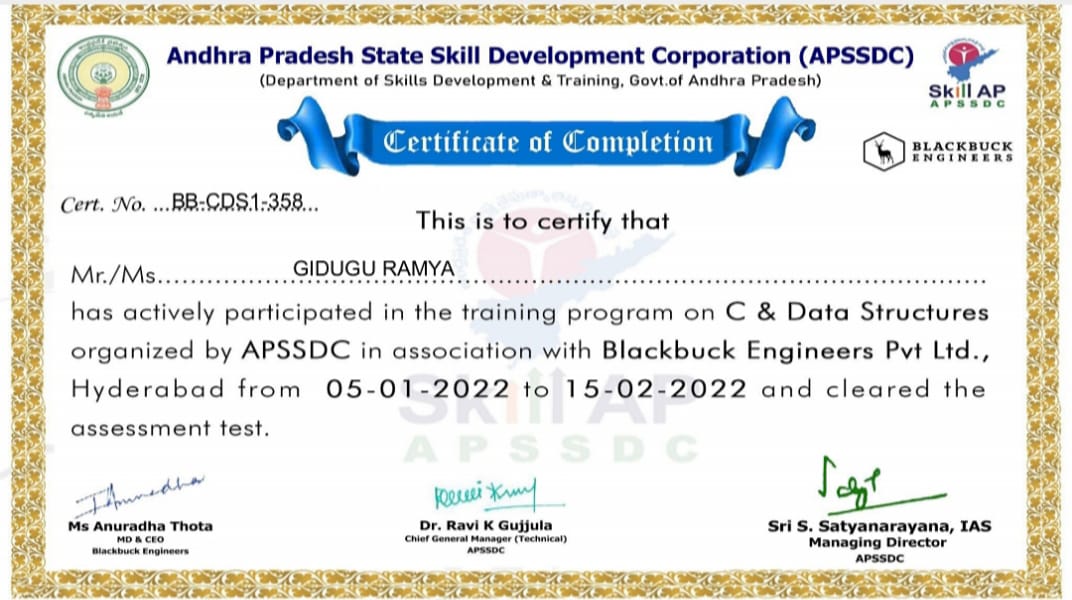 Andhra Pradesh State Skill Development Corporation (APSSDC)
(Department of Skills Development & Training, Govt.of Andhra Pradesh)
Skill AP
APSSDC
Certificate of Completion
BLACKBUCK
ENGINEERS
Cert. No. ...BB-CDS1-358...
This is to certify that
Mr./Ms.................GIDUGU RAMYA................................................................................
has actively participated in the training program on C & Data Structures
organized by APSSDC in association with Blackbuck Engineers Pvt Ltd.,
Hyderabad from 05-01-2022 to 15-02-2022 and cleared the
assessment test.
Skill AP
APSSDC
Ms Anuradha Thota
MD & CEO
Blackbuck Engineers
Dr. Ravi K Gujjula
Chief General Manager (Technical)
APSSDC
Sri S. Satyanarayana, IAS
Managing Director
APSSDC